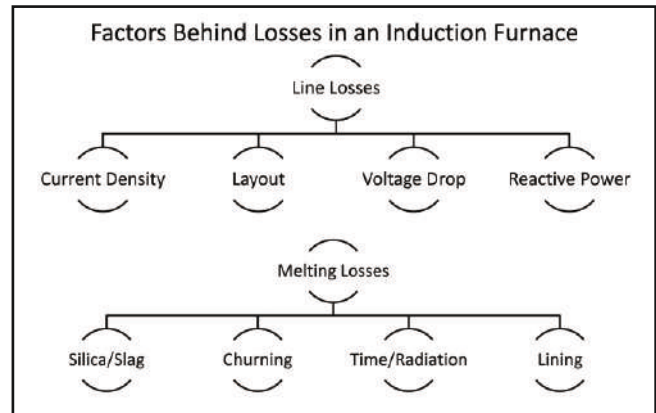 Factors Behind Losses in an Induction Furnace
Line Losses
Current Density Layout Voltage Drop Reactive Power
Melting Losses
Silica/Slag Churning Time/Radiation Lining